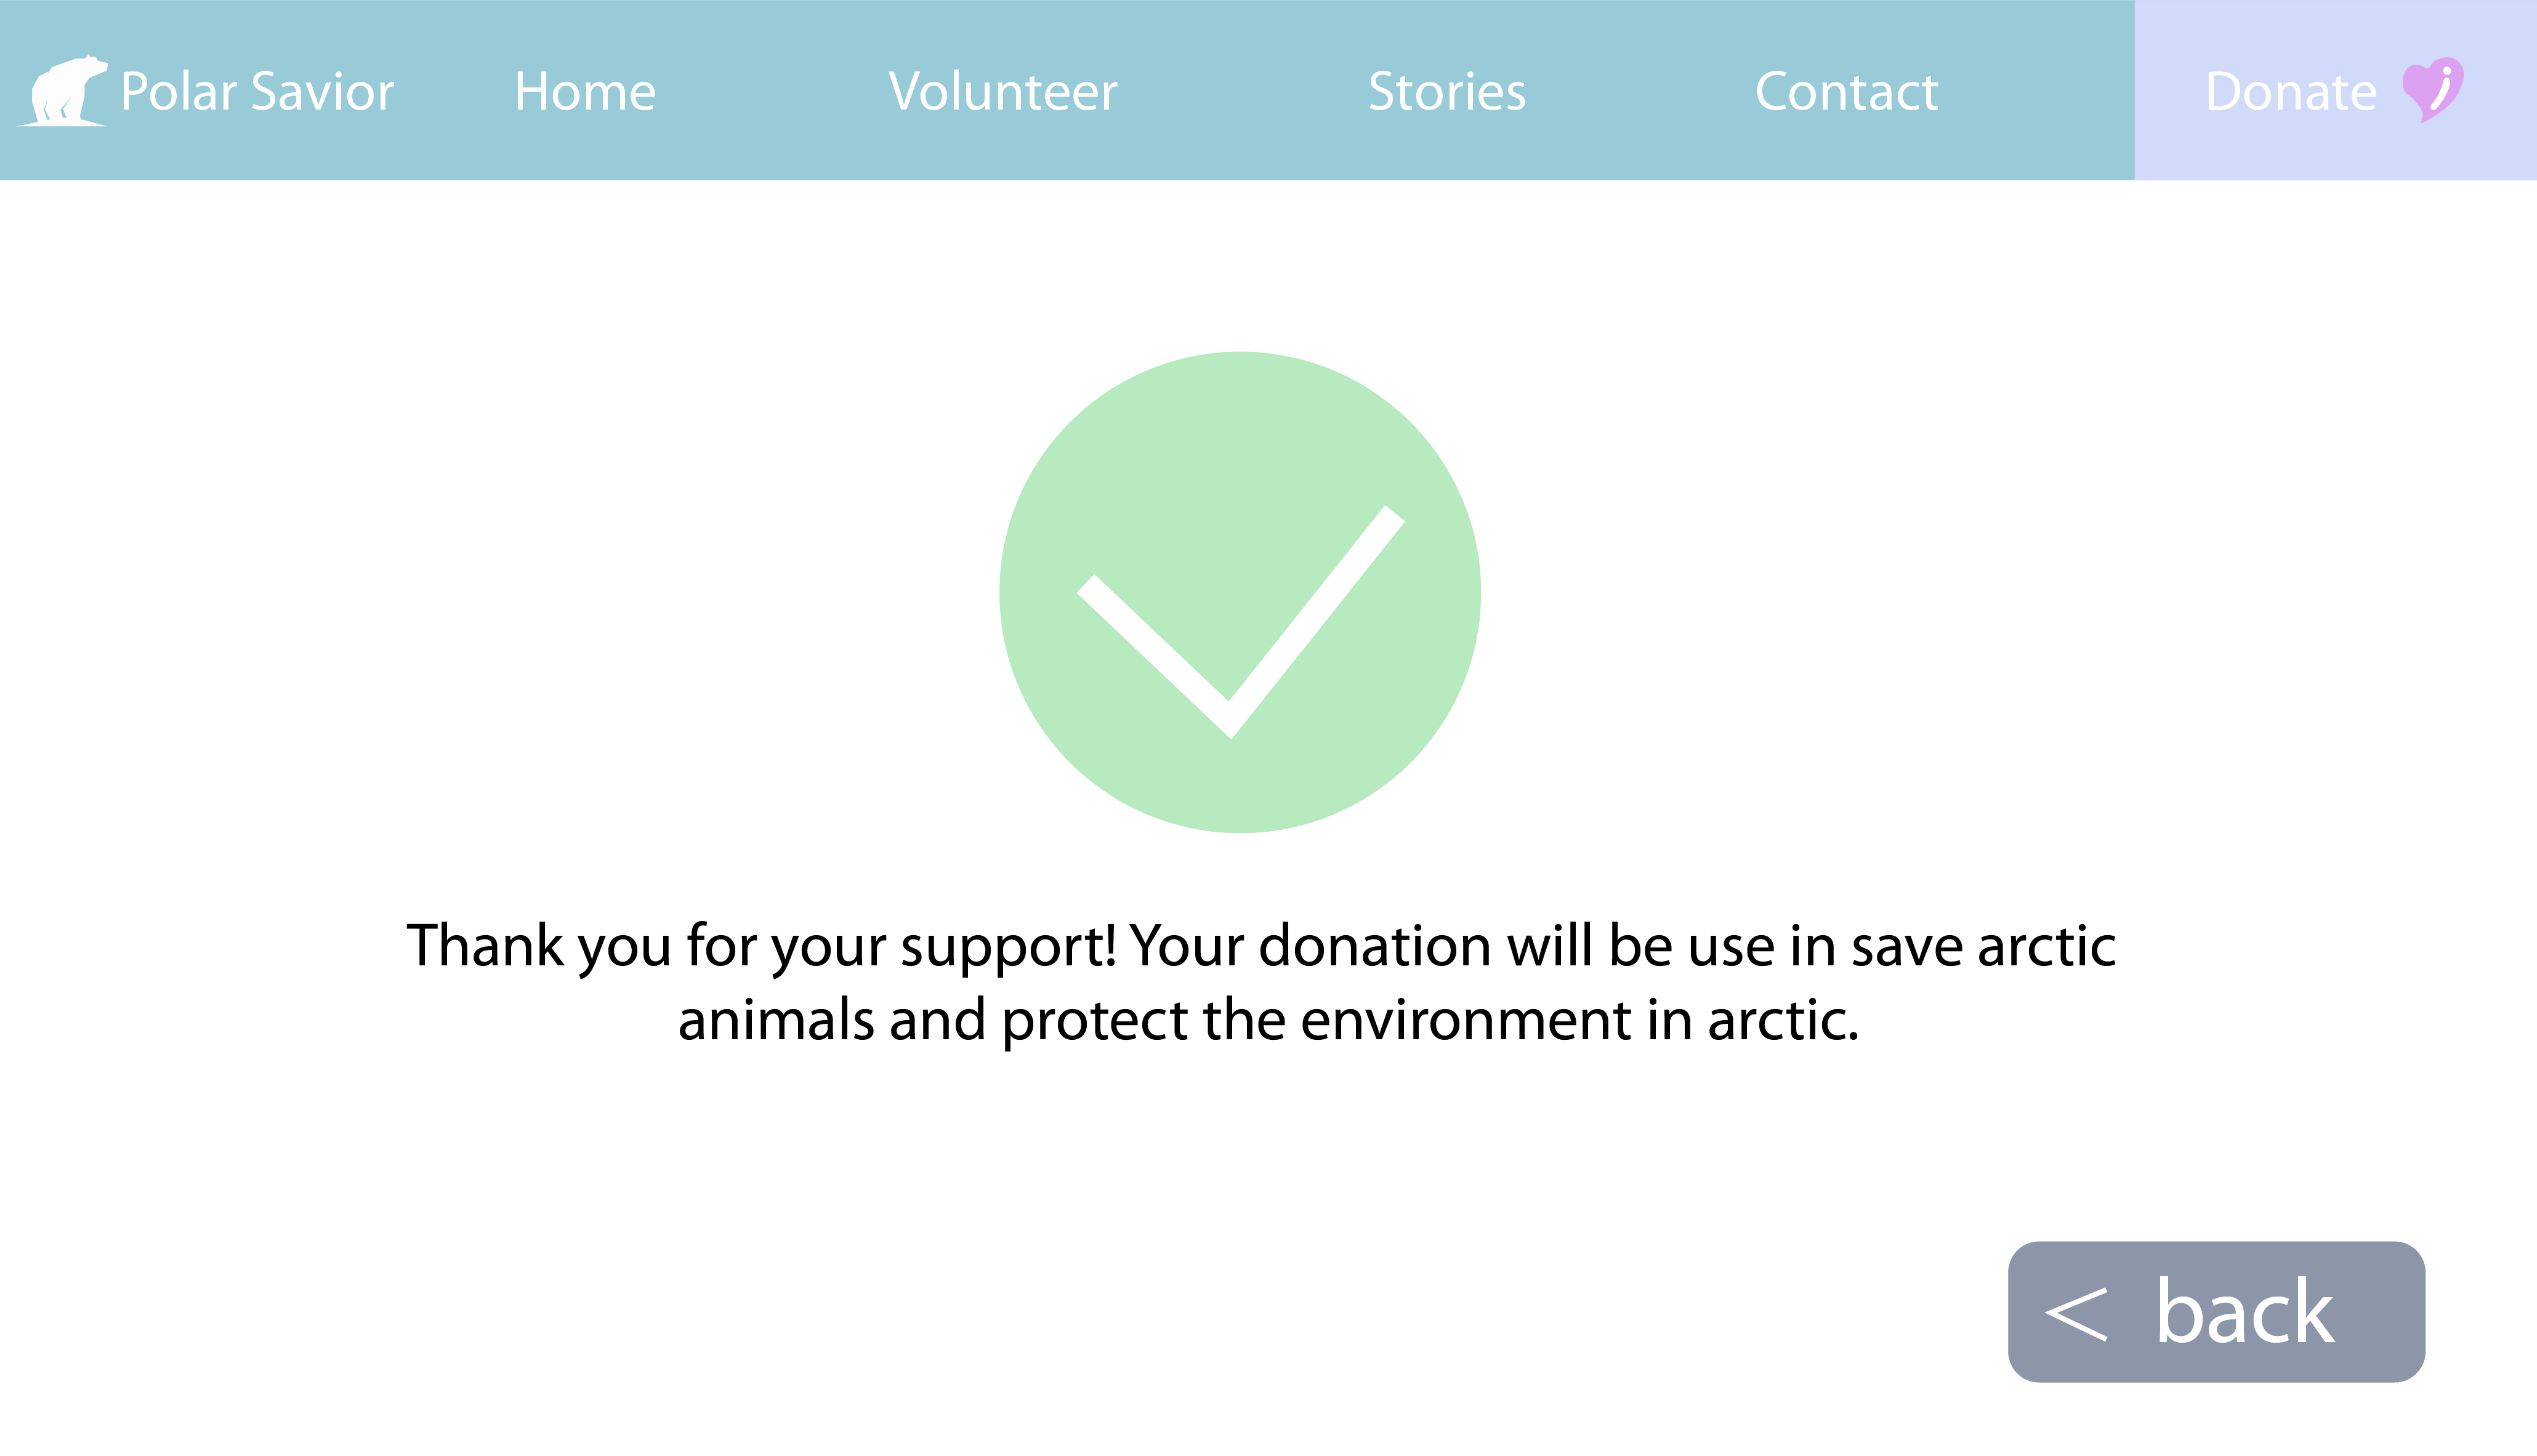 Polar Savior Home Volunteer Stories Contact Donate
Thank you for your support! Your donation will be use in save arctic
animals and protect the environment in arctic.
< back